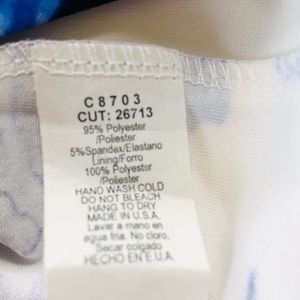 C8703
CUT: 26713
95% Polyester
/Poliester
5%Spandex/Elastano
Lining/Forro
100% Polyester
/Poliester
HAND WASH COLD
DO NOT BLEACH
HANG TO DRY
MADE IN U.S.A.
Lavar a mano en
agua fria. No cloro,
Secar colgado
HECHO EN E.U.A.